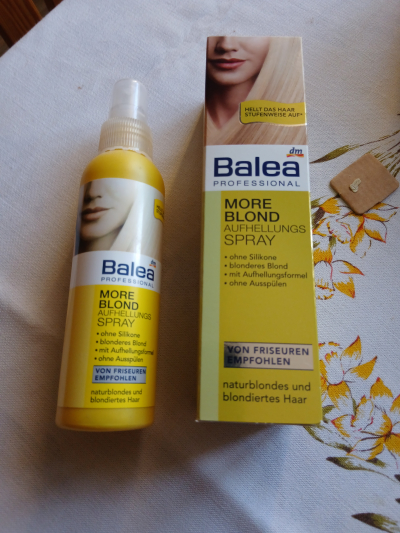 dm
Balea
PROFESSIONAL
MORE
BLOND
AUFHELLUNGS
SPRAY
• ohne Silikone
• blonderes Blond
• mit Aufhellungsformel
• ohne Ausspülen
VON FRISEUREN
EMPFOHLEN
naturblondes und
blondiertes Haar
HELLT DAS HAAR
STUFENWEISE AUF*
dm
Balea
PROFESSIONAL
MORE
BLOND
AUFHELLUNGS
SPRAY
• ohne Silikone
• blonderes Blond
• mit Aufhellungsformel
• ohne Ausspülen
VON FRISEUREN
EMPFOHLEN
naturblondes und
blondiertes Haar